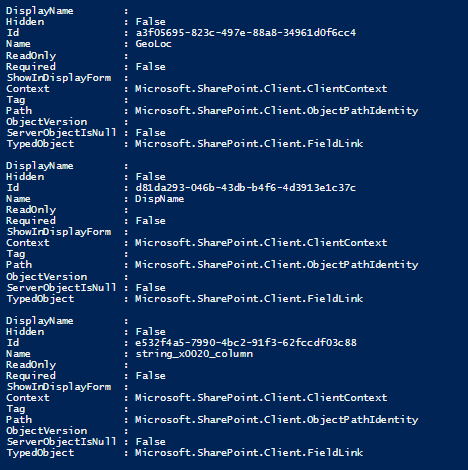 DisplayName          :
Hidden               : False
Id                   : a3f05695-823c-497e-88a8-34961d0f6cc4
Name                 : GeoLoc
ReadOnly             :
Required             : False
ShowInDisplayForm    :
Context              : Microsoft.SharePoint.Client.ClientContext
Tag                  :
Path                 : Microsoft.SharePoint.Client.ObjectPathIdentity
ObjectVersion        :
ServerObjectIsNull   : False
TypedObject          : Microsoft.SharePoint.Client.FieldLink

DisplayName          :
Hidden               : False
Id                   : d81da293-046b-43db-b4f6-4d3913e1c37c
Name                 : DispName
ReadOnly             :
Required             : False
ShowInDisplayForm    :
Context              : Microsoft.SharePoint.Client.ClientContext
Tag                  :
Path                 : Microsoft.SharePoint.Client.ObjectPathIdentity
ObjectVersion        :
ServerObjectIsNull   : False
TypedObject          : Microsoft.SharePoint.Client.FieldLink

DisplayName          :
Hidden               : False
Id                   : e532f4a5-7990-4bc2-91f3-62fccdf03c88
Name                 : string_x0020_column
ReadOnly             :
Required             : False
ShowInDisplayForm    :
Context              : Microsoft.SharePoint.Client.ClientContext
Tag                  :
Path                 : Microsoft.SharePoint.Client.ObjectPathIdentity
ObjectVersion        :
ServerObjectIsNull   : False
TypedObject          : Microsoft.SharePoint.Client.FieldLink